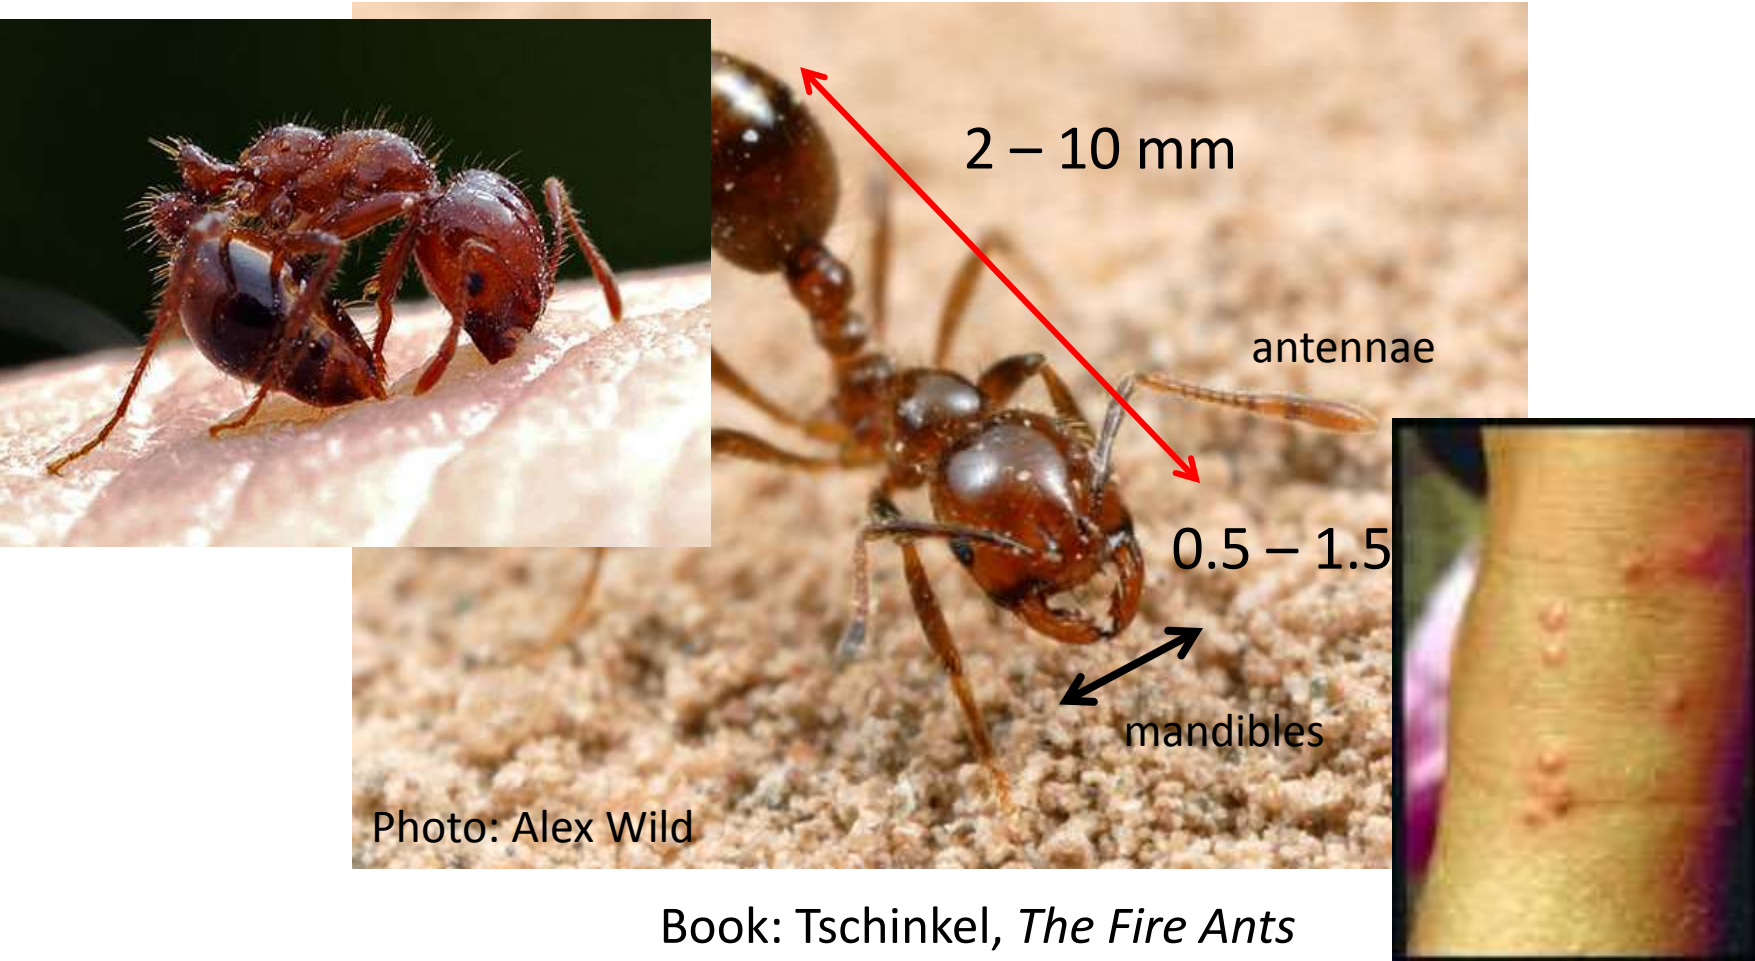 2 – 10 mm
antennae
0.5 – 1.5
mandibles
Photo: Alex Wild
Book: Tschinkel, The Fire Ants